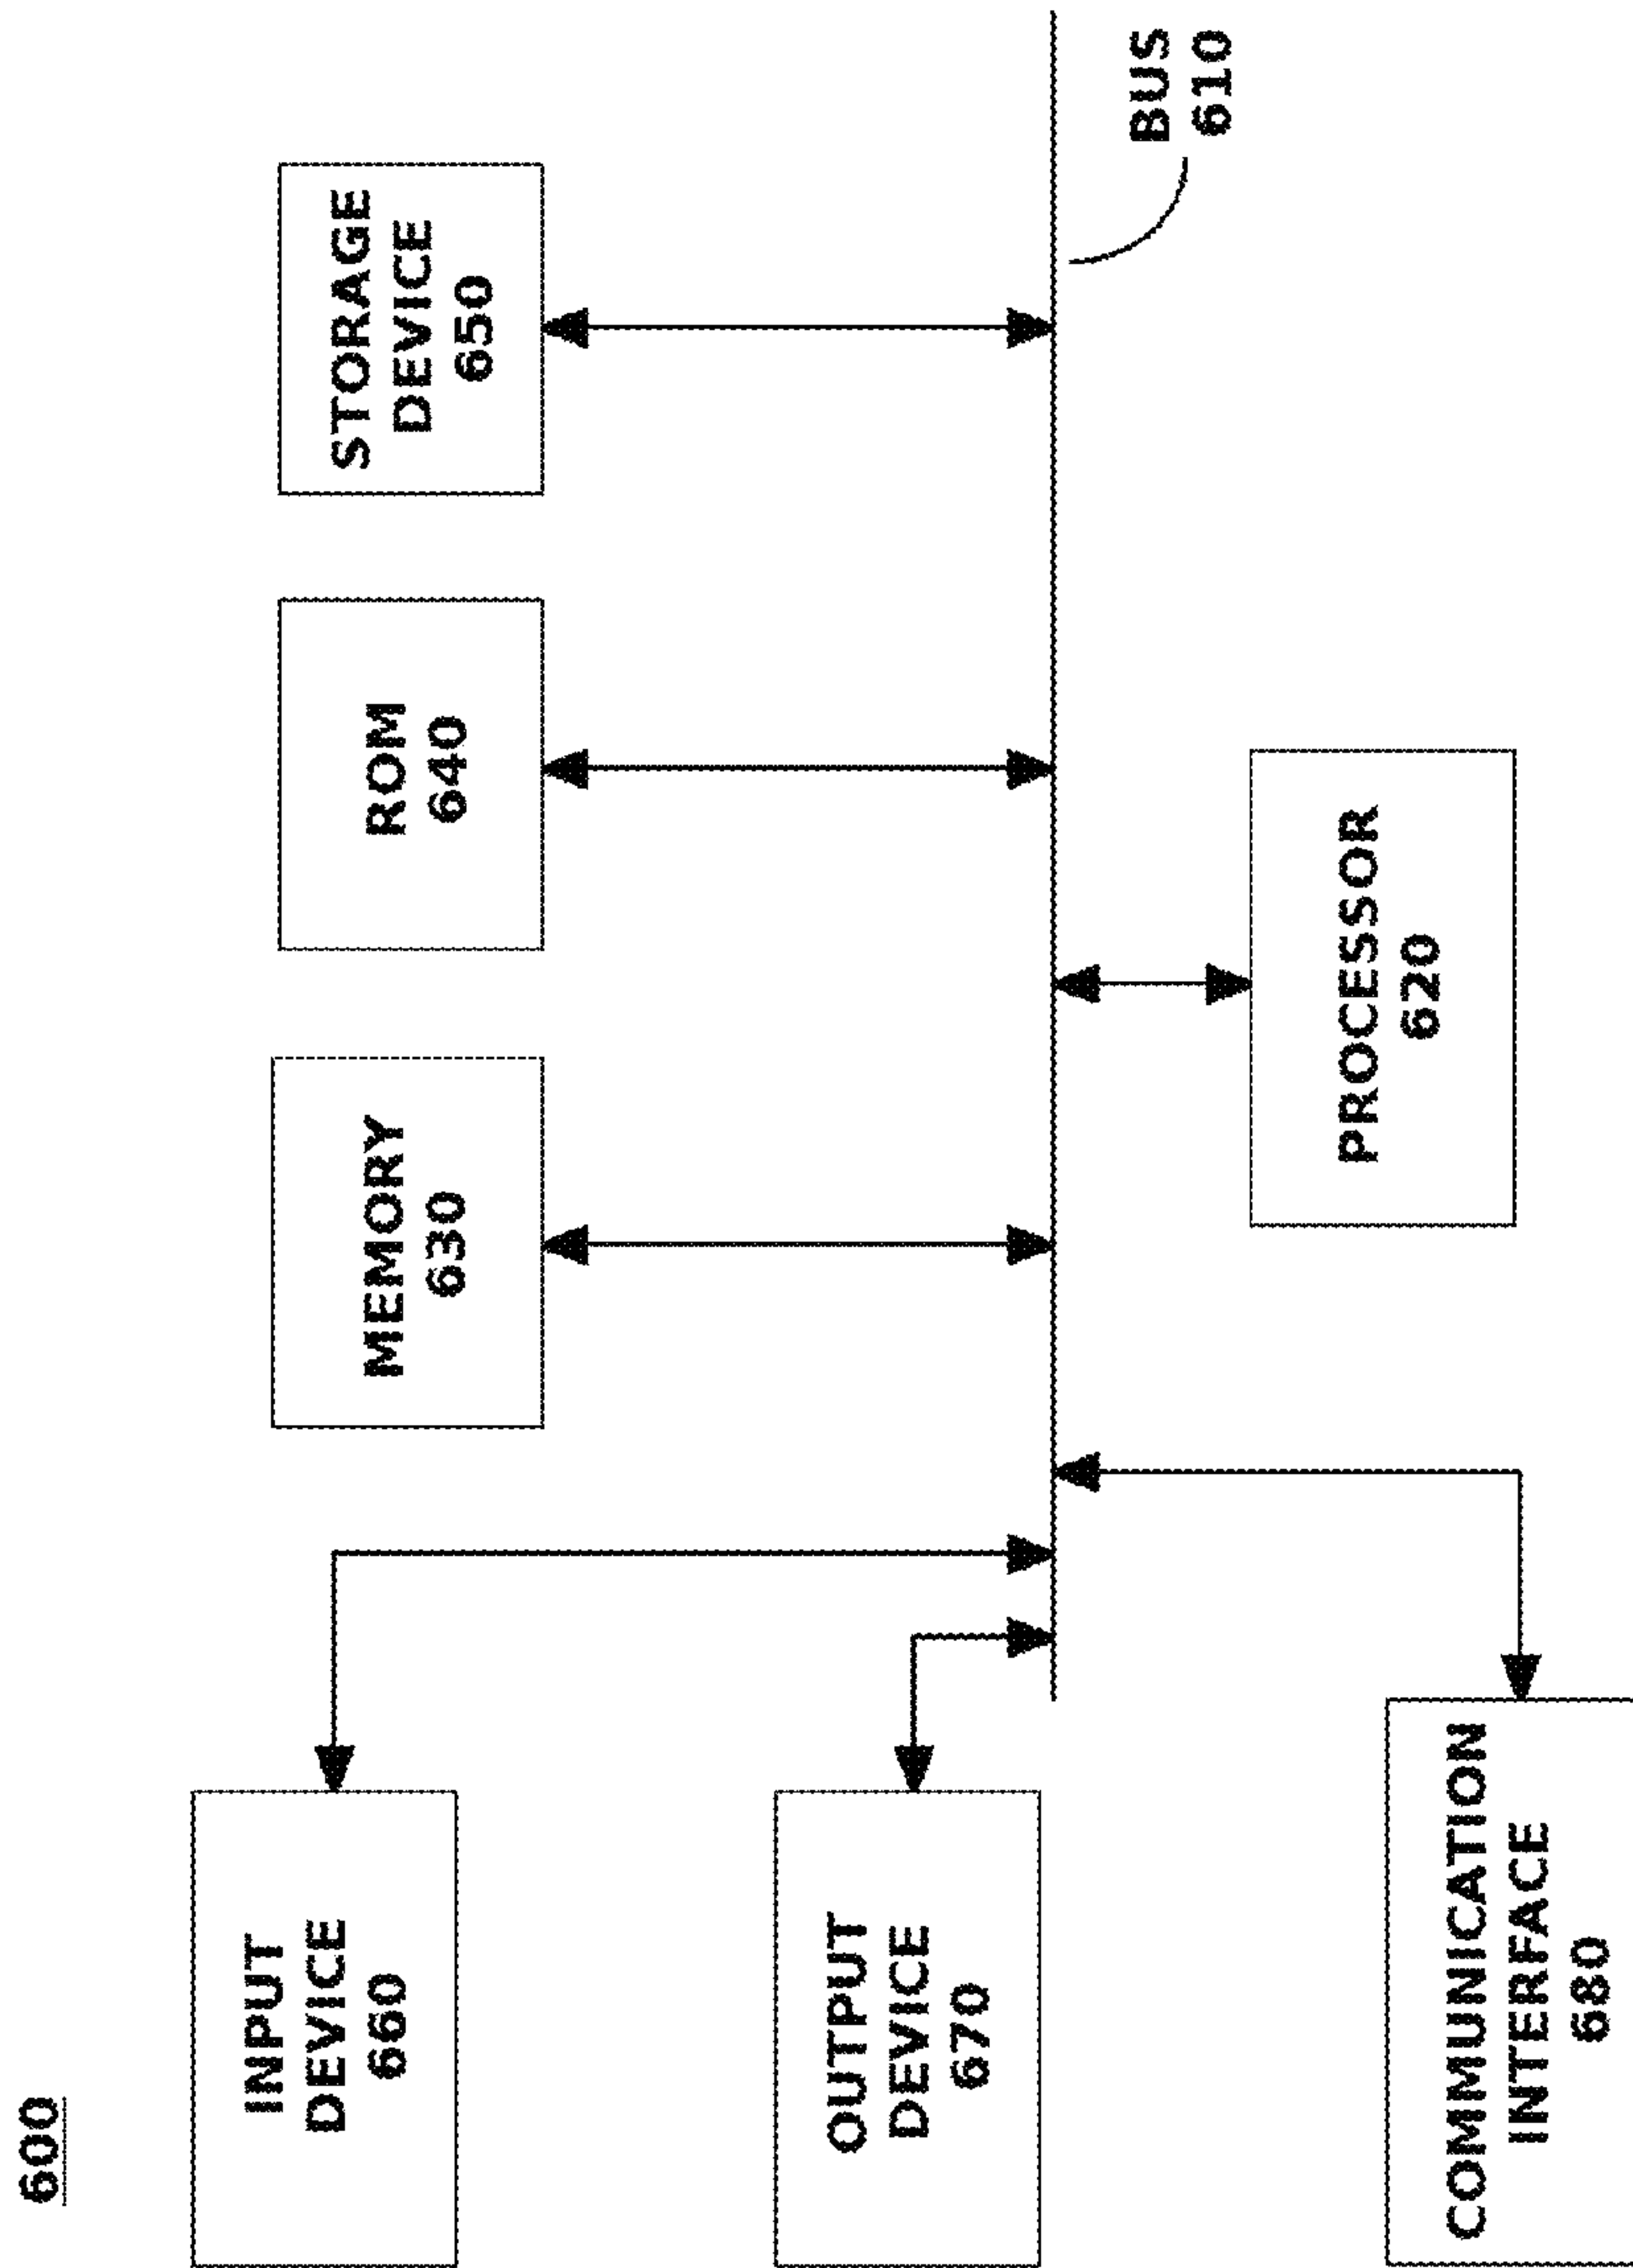 600
INPUT
DEVICE
660
OUTPUT
DEVICE
670
COMMUNICATION
INTERFACE
680
MEMORY
630
ROM
640
STORAGE
DEVICE
650
PROCESSOR
620
BUS
610